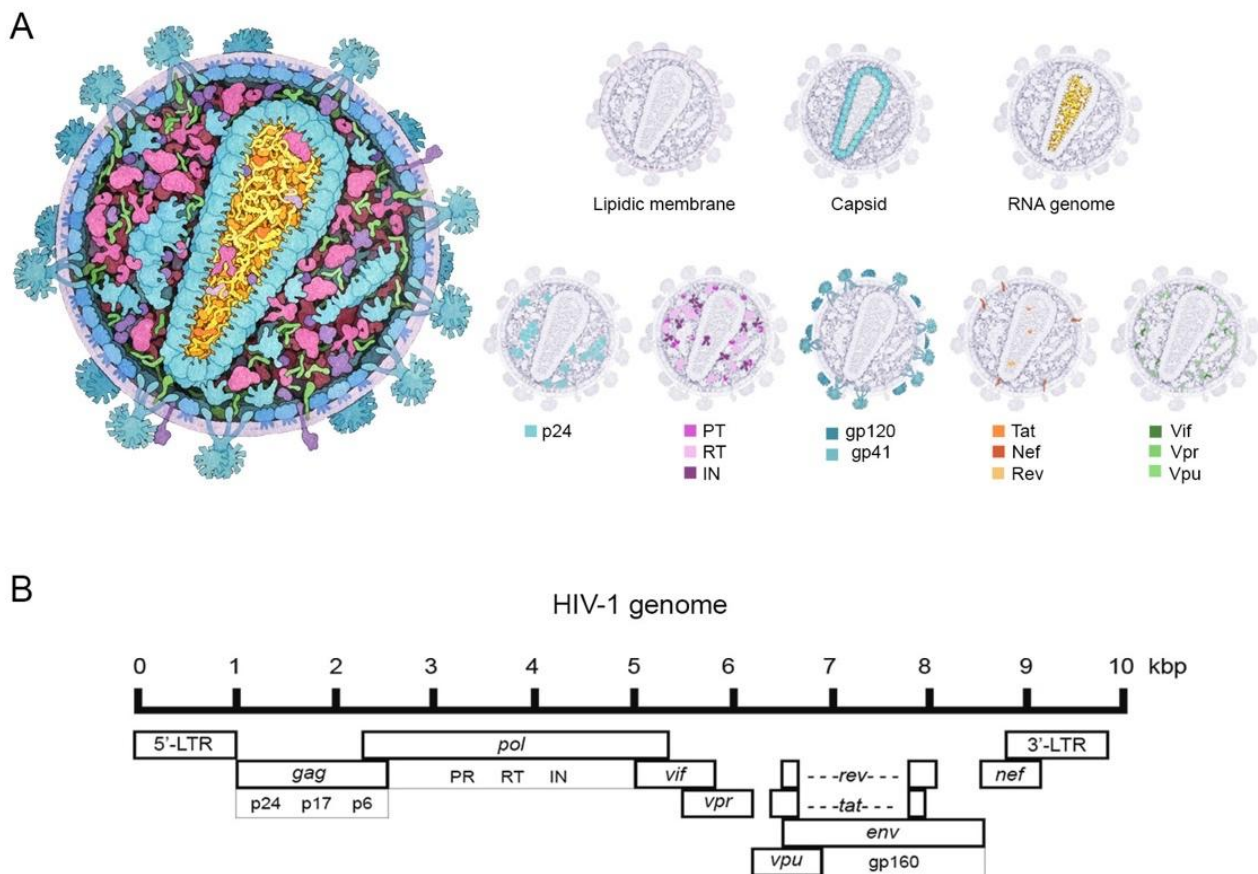 A
Lipidic membrane Capsid RNA genome
p24 PT gp120 Tat Vif
RT gp41 Nef Vpr
IN Rev Vpu
B
HIV-1 genome
0 1 2 3 4 5 6 7 8 9 10 kbp
5'-LTR pol 3'-LTR
gag PR RT IN vif ---rev--- nef
p24 p17 p6 vpr ---tat---
env
vpu gp160